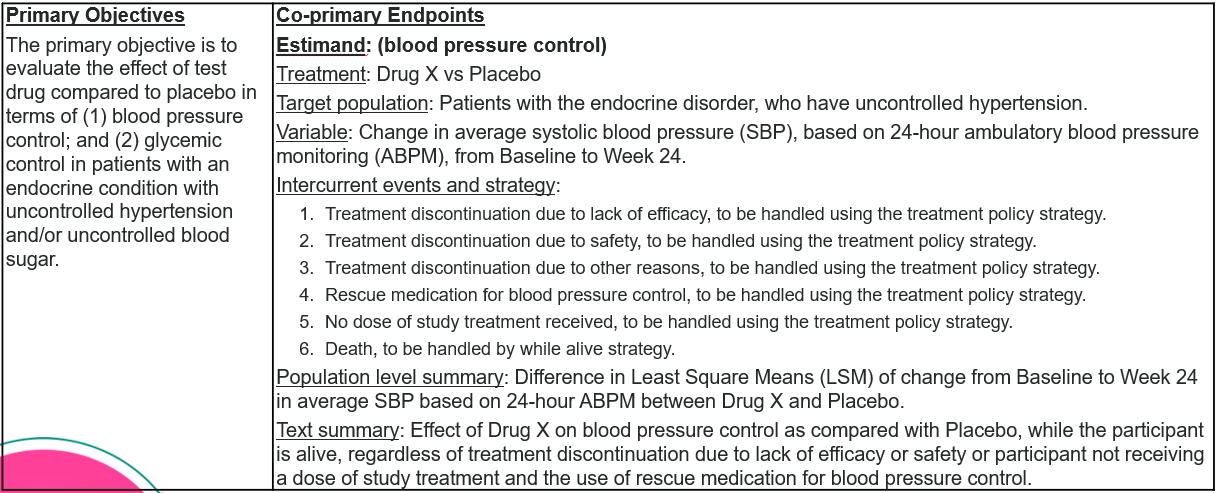 Primary Objectives
The primary objective is to
evaluate the effect of test
drug compared to placebo in
terms of (1) blood pressure
control; and (2) glycemic
control in patients with an
endocrine condition with
uncontrolled hypertension
and/or uncontrolled blood
sugar.
Co-primary Endpoints
Estimand: (blood pressure control)
Treatment: Drug X vs Placebo
Target population: Patients with the endocrine disorder, who have uncontrolled hypertension.
Variable: Change in average systolic blood pressure (SBP), based on 24-hour ambulatory blood pressure
monitoring (ABPM), from Baseline to Week 24.
Intercurrent events and strategy:
1. Treatment discontinuation due to lack of efficacy, to be handled using the treatment policy strategy.
2. Treatment discontinuation due to safety, to be handled using the treatment policy strategy.
3. Treatment discontinuation due to other reasons, to be handled using the treatment policy strategy.
4. Rescue medication for blood pressure control, to be handled using the treatment policy strategy.
5. No dose of study treatment received, to be handled using the treatment policy strategy.
6. Death, to be handled by while alive strategy.
Population level summary: Difference in Least Square Means (LSM) of change from Baseline to Week 24
in average SBP based on 24-hour ABPM between Drug X and Placebo.
Text summary: Effect of Drug X on blood pressure control as compared with Placebo, while the participant
is alive, regardless of treatment discontinuation due to lack of efficacy or safety or participant not receiving
a dose of study treatment and the use of rescue medication for blood pressure control.